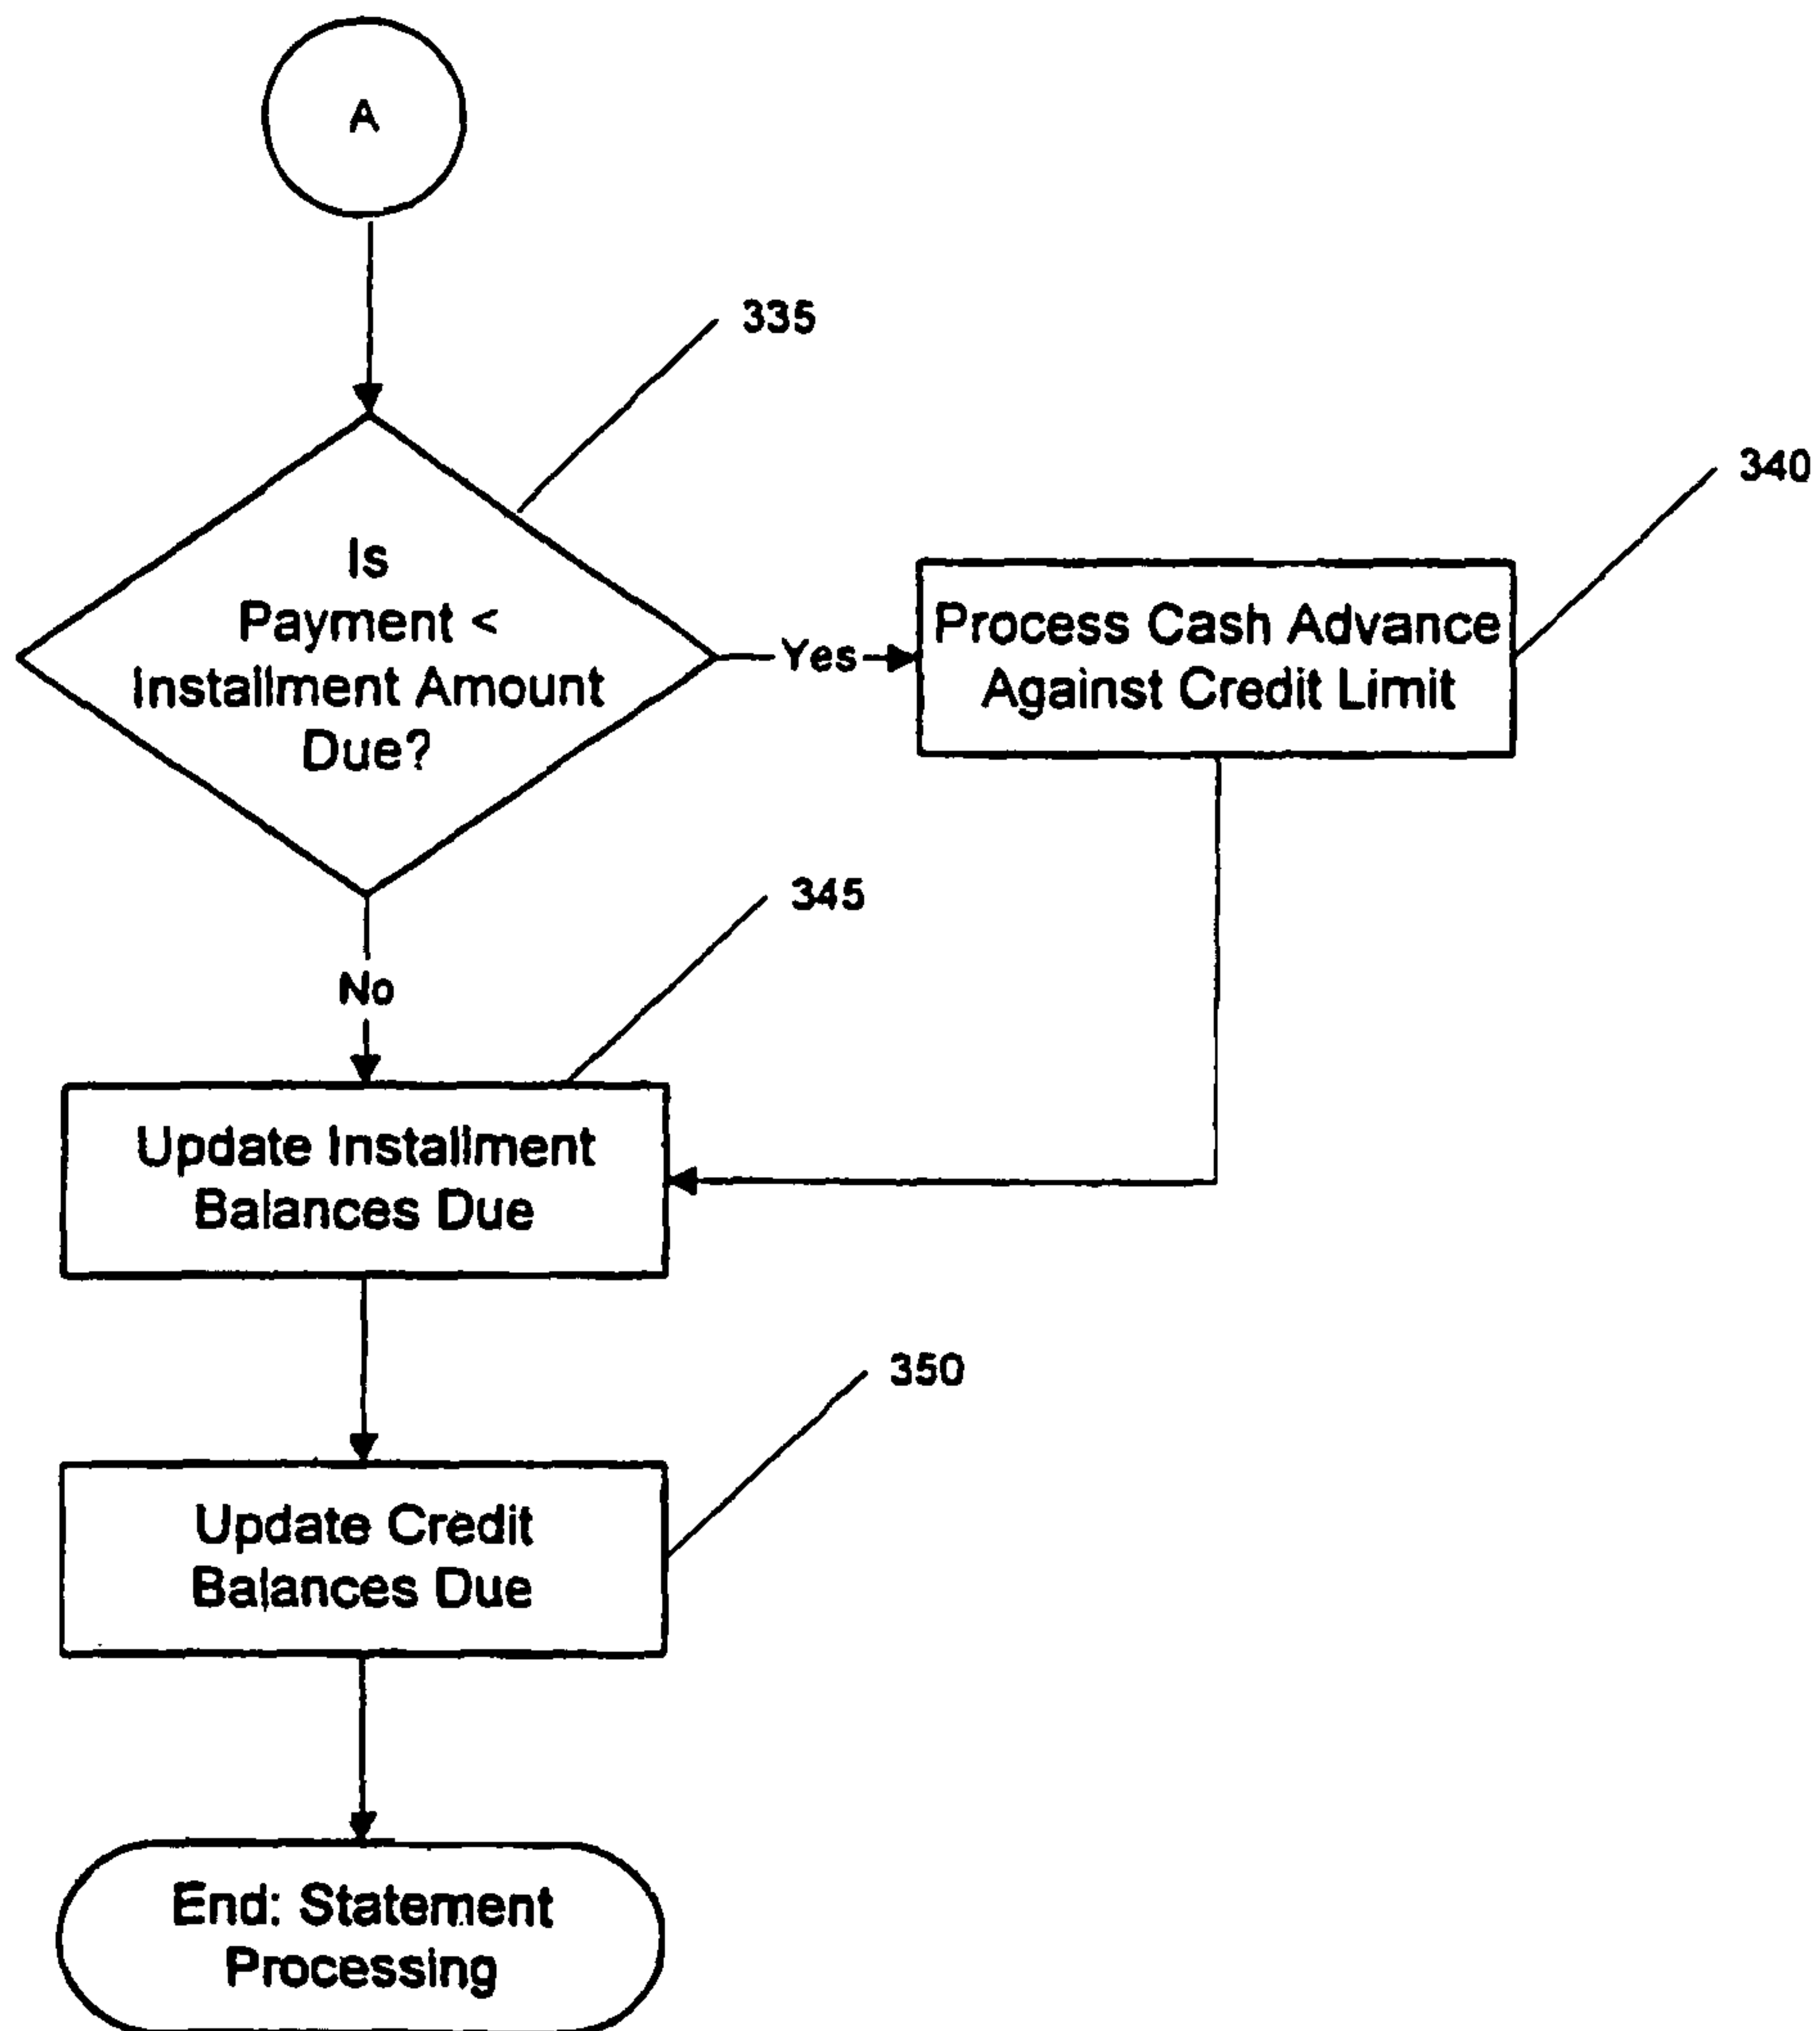 A
335
340
Is
Payment <
Installment Amount
Due?
Yes
Process Cash Advance
Against Credit Limit
345
No
Update Installment
Balances Due
350
Update Credit
Balances Due
End: Statement
Processing